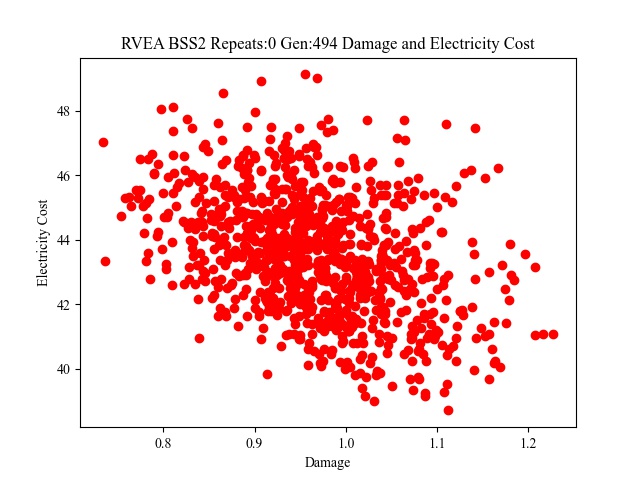 RVEA BSS2 Repeats:0 Gen:494 Damage and Electricity Cost
48
46
44
42
40
Electricity Cost
0.8 0.9 1.0 1.1 1.2
Damage